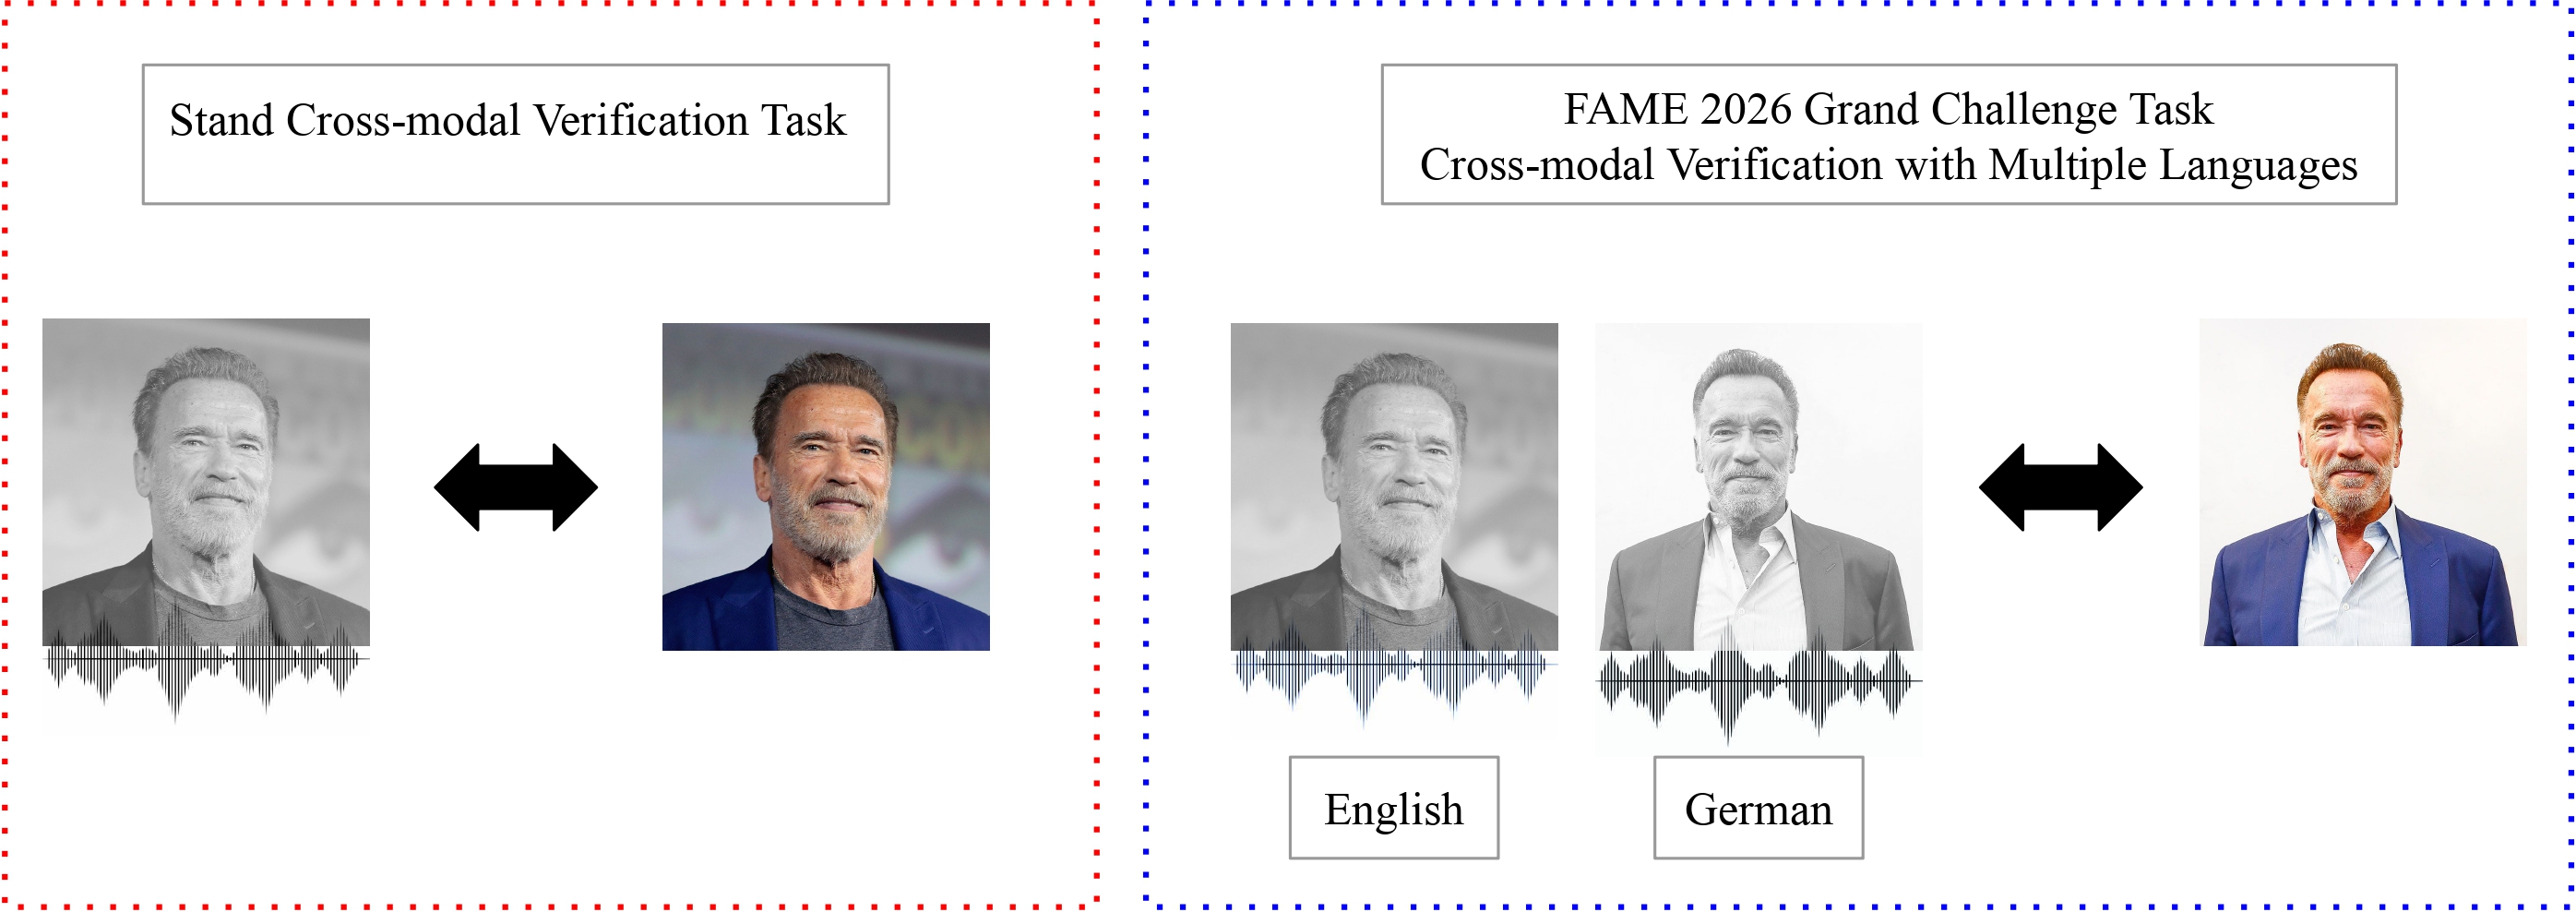 Stand Cross-modal Verification Task
FAME 2026 Grand Challenge Task
Cross-modal Verification with Multiple Languages
English
German